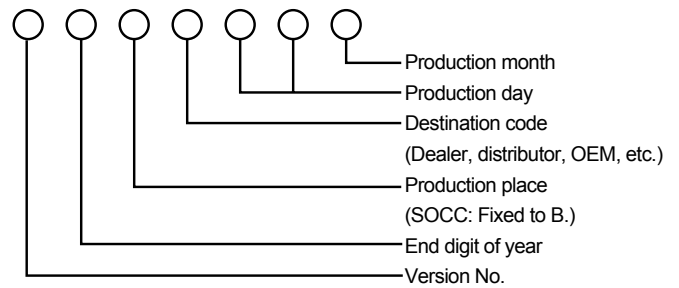 Production month
Production day
Destination code
(Dealer, distributor, OEM, etc.)
Production place
(SOCC: Fixed to B.)
End digit of year
Version No.